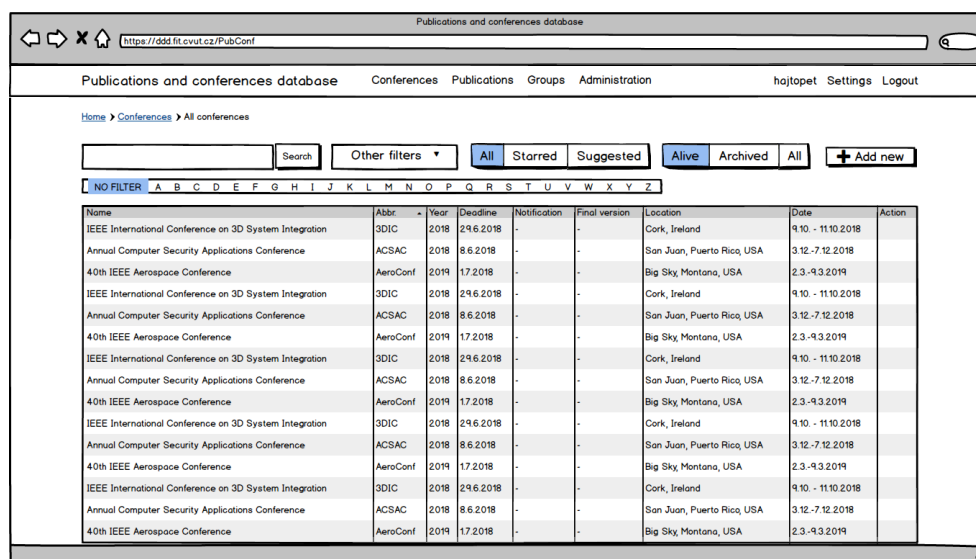 Publications and conferences database
https://ddd.fit.cvut.cz/PubConf
Publications and conferences database Conferences Publications Groups Administration hajtopet Settings Logout
Home > Conferences > All conferences
Search Other filters ▼ All Starred Suggested Alive Archived All + Add new
NO FILTER A B C D E F G H I J K L M N O P Q R S T U V W X Y Z
Name Abbr. ▲ Year Deadline Notification Final version Location Date Action
IEEE International Conference on 3D System Integration 3DIC 2018 29.6.2018 - - Cork, Ireland 9.10. - 11.10.2018
Annual Computer Security Applications Conference ACSAC 2018 8.6.2018 - - San Juan, Puerto Rico, USA 3.12.-7.12.2018
40th IEEE Aerospace Conference AeroConf 2019 1.7.2018 - - Big Sky, Montana, USA 2.3.-9.3.2019
IEEE International Conference on 3D System Integration 3DIC 2018 29.6.2018 - - Cork, Ireland 9.10. - 11.10.2018
Annual Computer Security Applications Conference ACSAC 2018 8.6.2018 - - San Juan, Puerto Rico, USA 3.12.-7.12.2018
40th IEEE Aerospace Conference AeroConf 2019 1.7.2018 - - Big Sky, Montana, USA 2.3.-9.3.2019
IEEE International Conference on 3D System Integration 3DIC 2018 29.6.2018 - - Cork, Ireland 9.10. - 11.10.2018
Annual Computer Security Applications Conference ACSAC 2018 8.6.2018 - - San Juan, Puerto Rico, USA 3.12.-7.12.2018
40th IEEE Aerospace Conference AeroConf 2019 1.7.2018 - - Big Sky, Montana, USA 2.3.-9.3.2019
IEEE International Conference on 3D System Integration 3DIC 2018 29.6.2018 - - Cork, Ireland 9.10. - 11.10.2018
Annual Computer Security Applications Conference ACSAC 2018 8.6.2018 - - San Juan, Puerto Rico, USA 3.12.-7.12.2018
40th IEEE Aerospace Conference AeroConf 2019 1.7.2018 - - Big Sky, Montana, USA 2.3.-9.3.2019
IEEE International Conference on 3D System Integration 3DIC 2018 29.6.2018 - - Cork, Ireland 9.10. - 11.10.2018
Annual Computer Security Applications Conference ACSAC 2018 8.6.2018 - - San Juan, Puerto Rico, USA 3.12.-7.12.2018
40th IEEE Aerospace Conference AeroConf 2019 1.7.2018 - - Big Sky, Montana, USA 2.3.-9.3.2019